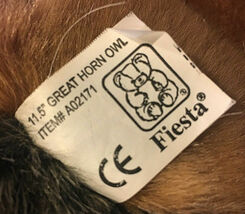 11.5" GREAT HORN OWL
ITEM# A02171
CE
Fiesta®